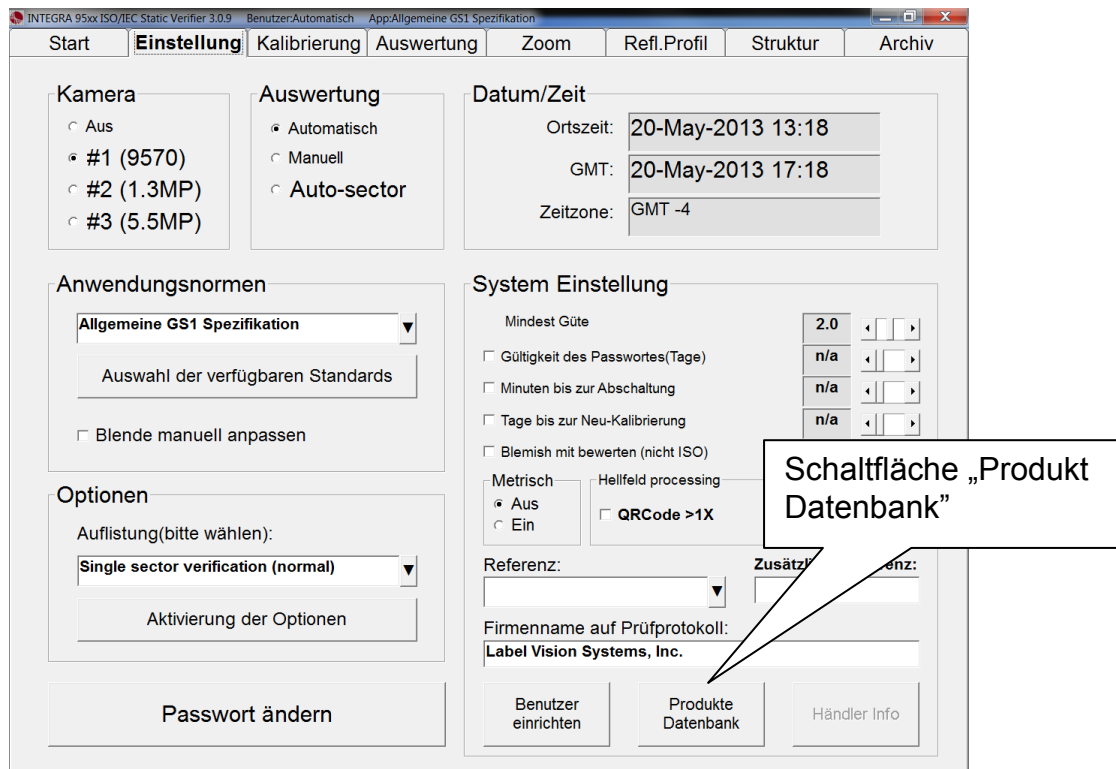 INTEGRA 95xx ISO/IEC Static Verifier 3.0.9 Benutzer:Automatisch App:Allgemeine GS1 Spezifikation
Start Einstellung Kalibrierung Auswertung Zoom Refl.Profil Struktur Archiv
Kamera
Aus
#1 (9570)
#2 (1.3MP)
#3 (5.5MP)
Auswertung
Automatisch
Manuell
Auto-sector
Datum/Zeit
Ortszeit: 20-May-2013 13:18
GMT: 20-May-2013 17:18
Zeitzone: GMT -4
Anwendungsnormen
Allgemeine GS1 Spezifikation
Auswahl der verfügbaren Standards
Blende manuell anpassen
Optionen
Auflistung(bitte wählen):
Single sector verification (normal)
Aktivierung der Optionen
Passwort ändern
System Einstellung
Mindest Güte 2.0
Gültigkeit des Passwortes(Tage) n/a
Minuten bis zur Abschaltung n/a
Tage bis zur Neu-Kalibrierung n/a
Blemish mit bewerten (nicht ISO)
Metrisch
Aus
Ein
Hellfeld processing
QRCode >1X
Schaltfläche „Produkt
Datenbank”
Referenz:
Firmenname auf Prüfprotokoll:
Label Vision Systems, Inc.
Benutzer
einrichten
Produkte
Datenbank
Händler Info